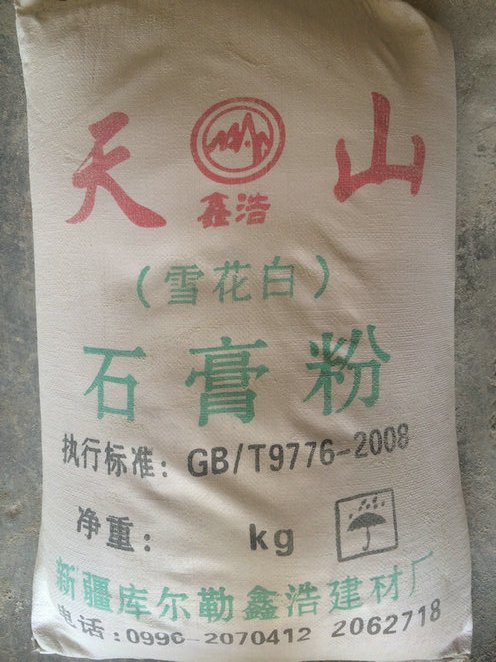 天山
鑫浩
（雪花白）
石膏粉
执行标准：GB/T9776-2008
净重： kg
新疆库尔勒鑫浩建材厂
电话：0996-2070412 2062718